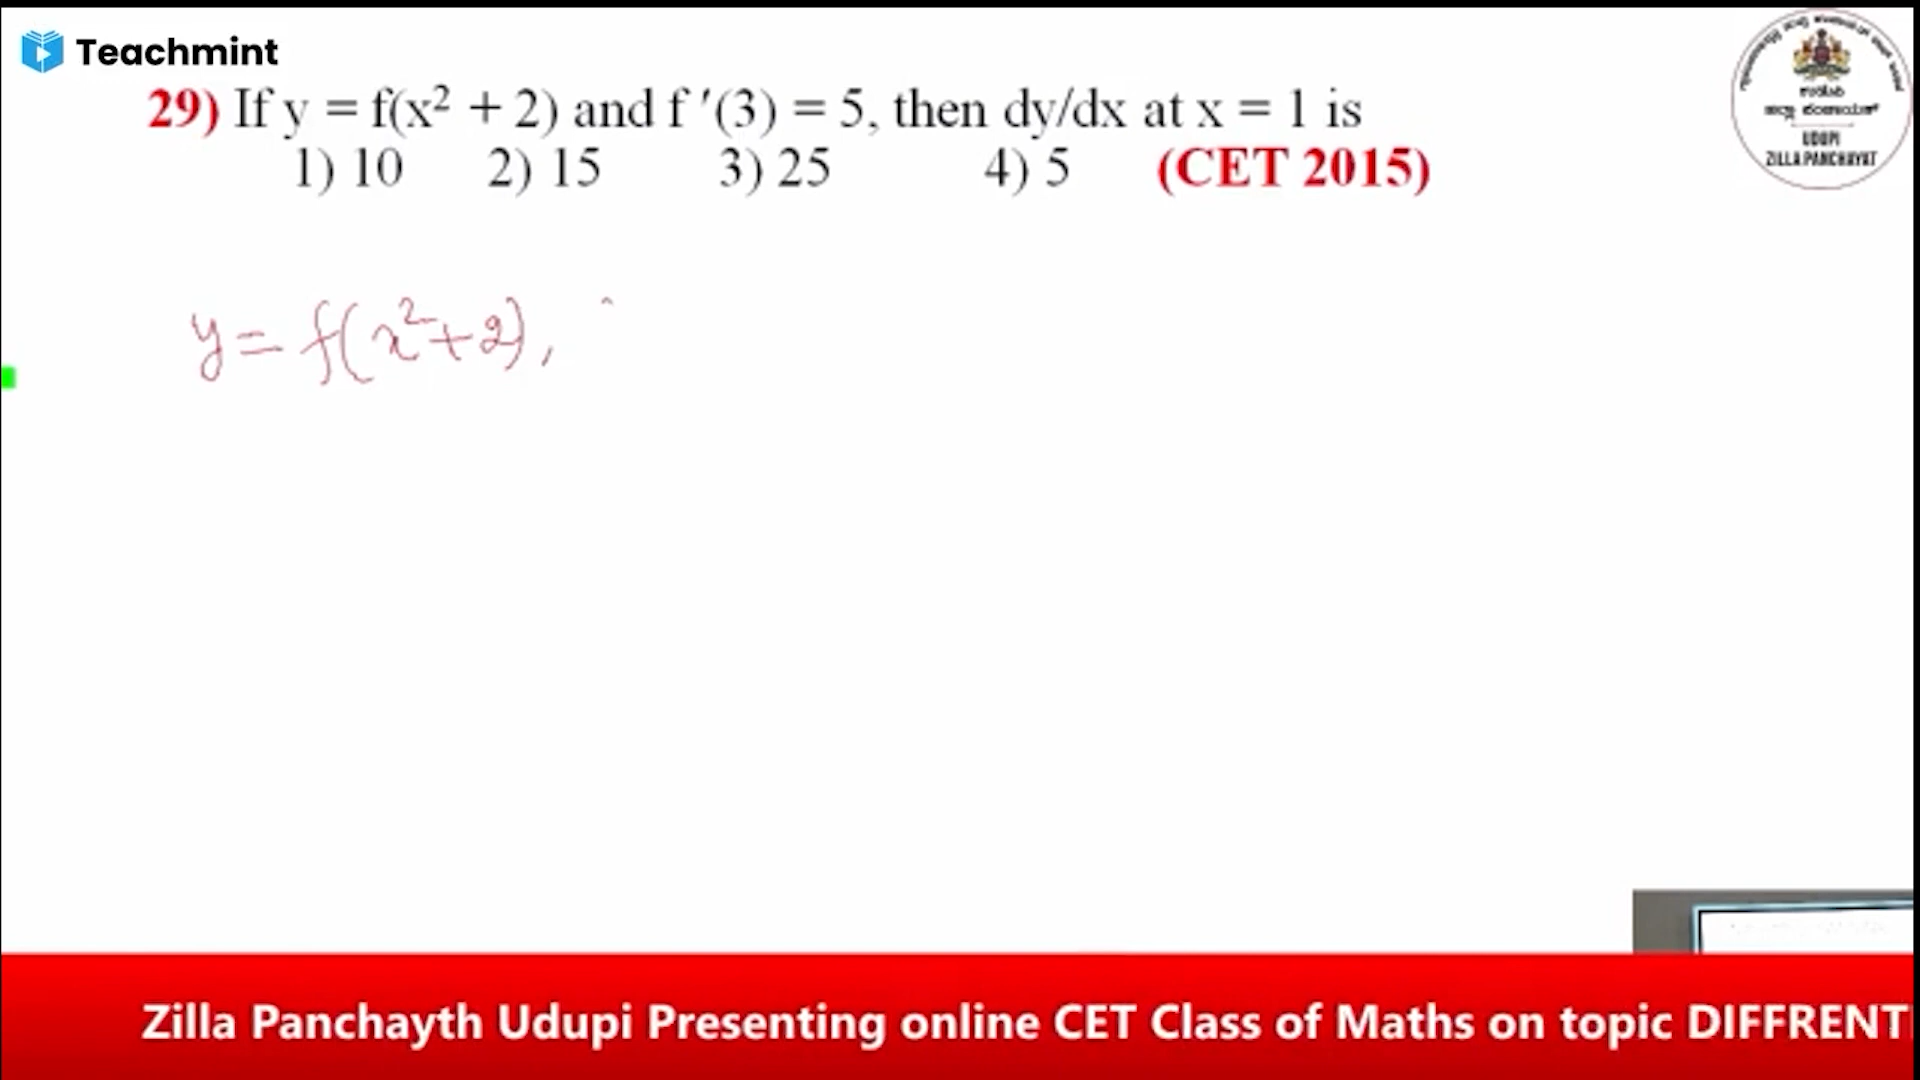 Teachmint
29) If y = f(x² + 2) and f ′(3) = 5, then dy/dx at x = 1 is
1) 10 2) 15 3) 25 4) 5 (CET 2015)
UDUPI
ZILLA PANCHAYAT
y = f(x²+2),
Zilla Panchayth Udupi Presenting online CET Class of Maths on topic DIFFRENT